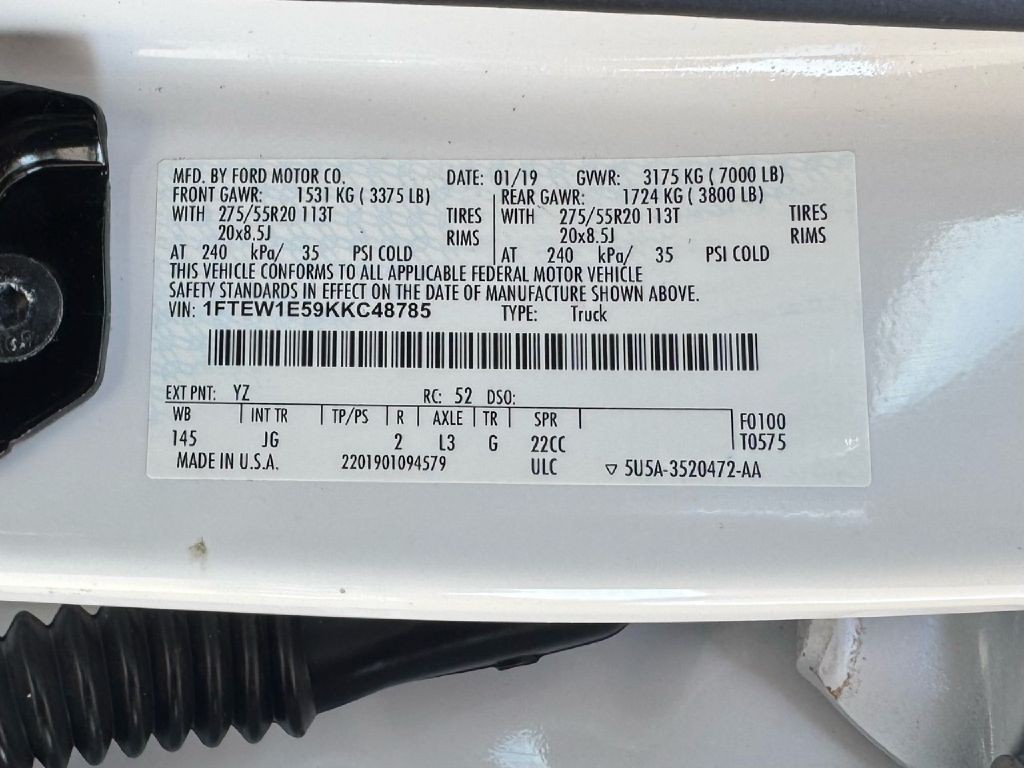 MFD. BY FORD MOTOR CO. DATE: 01/19 GVWR: 3175 KG ( 7000 LB)
FRONT GAWR: 1531 KG ( 3375 LB) REAR GAWR: 1724 KG ( 3800 LB)
WITH 275/55R20 113T TIRES WITH 275/55R20 113T TIRES
20x8.5J RIMS 20x8.5J RIMS
AT 240 kPa/ 35 PSI COLD AT 240 kPa/ 35 PSI COLD
THIS VEHICLE CONFORMS TO ALL APPLICABLE FEDERAL MOTOR VEHICLE
SAFETY STANDARDS IN EFFECT ON THE DATE OF MANUFACTURE SHOWN ABOVE.
VIN: 1FTEW1E59KKC48785 TYPE: Truck
EXT PNT: YZ RC: 52 DSO:
WB INT TR TP/PS R AXLE TR SPR F0100
145 JG 2 L3 G 22CC T0575
MADE IN U.S.A. 2201901094579 ULC ▽ 5U5A-3520472-AA